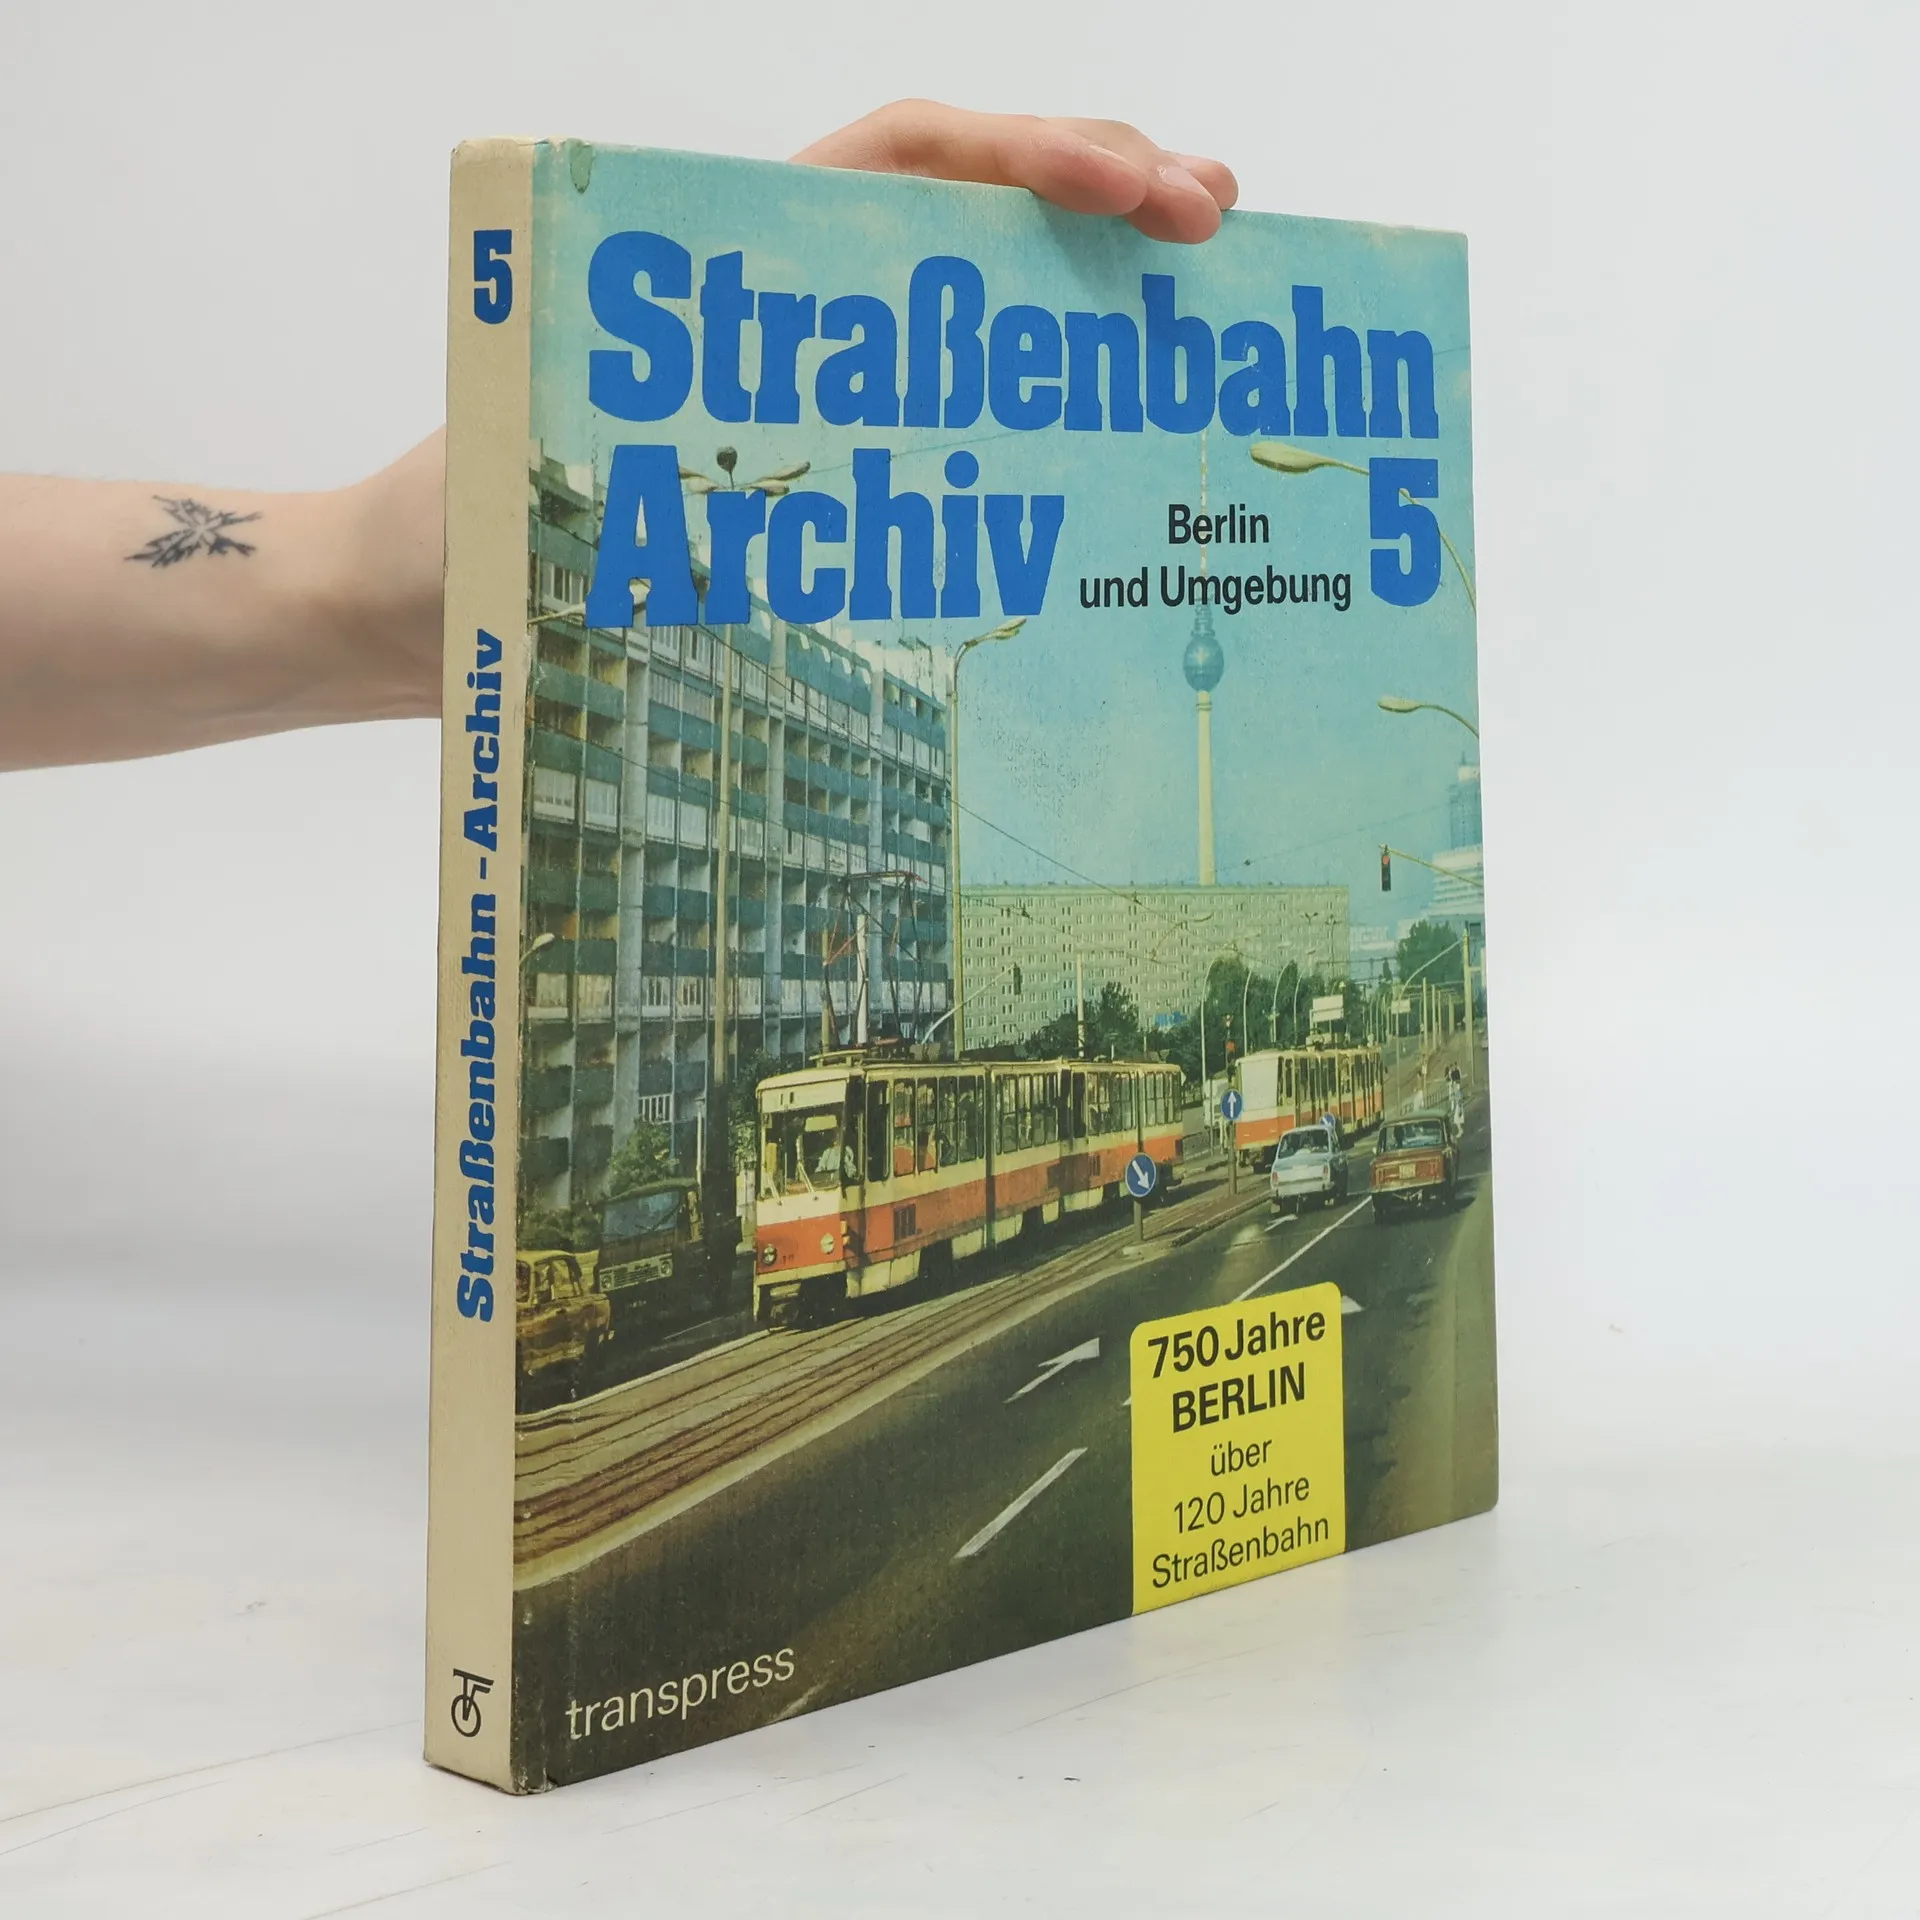 5
Straßenbahn-Archiv
Straßenbahn
Archiv 5
Berlin
und Umgebung
750 Jahre
BERLIN
über
120 Jahre
Straßenbahn
transpress